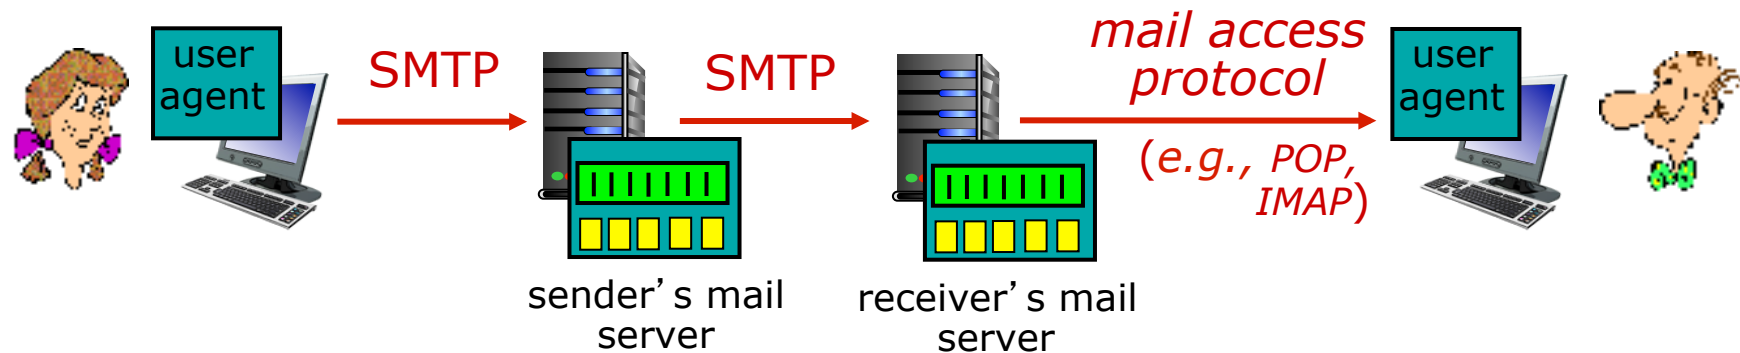 user
agent
SMTP
SMTP
mail access
protocol
(e.g., POP,
IMAP)
user
agent
sender’s mail
server
receiver’s mail
server